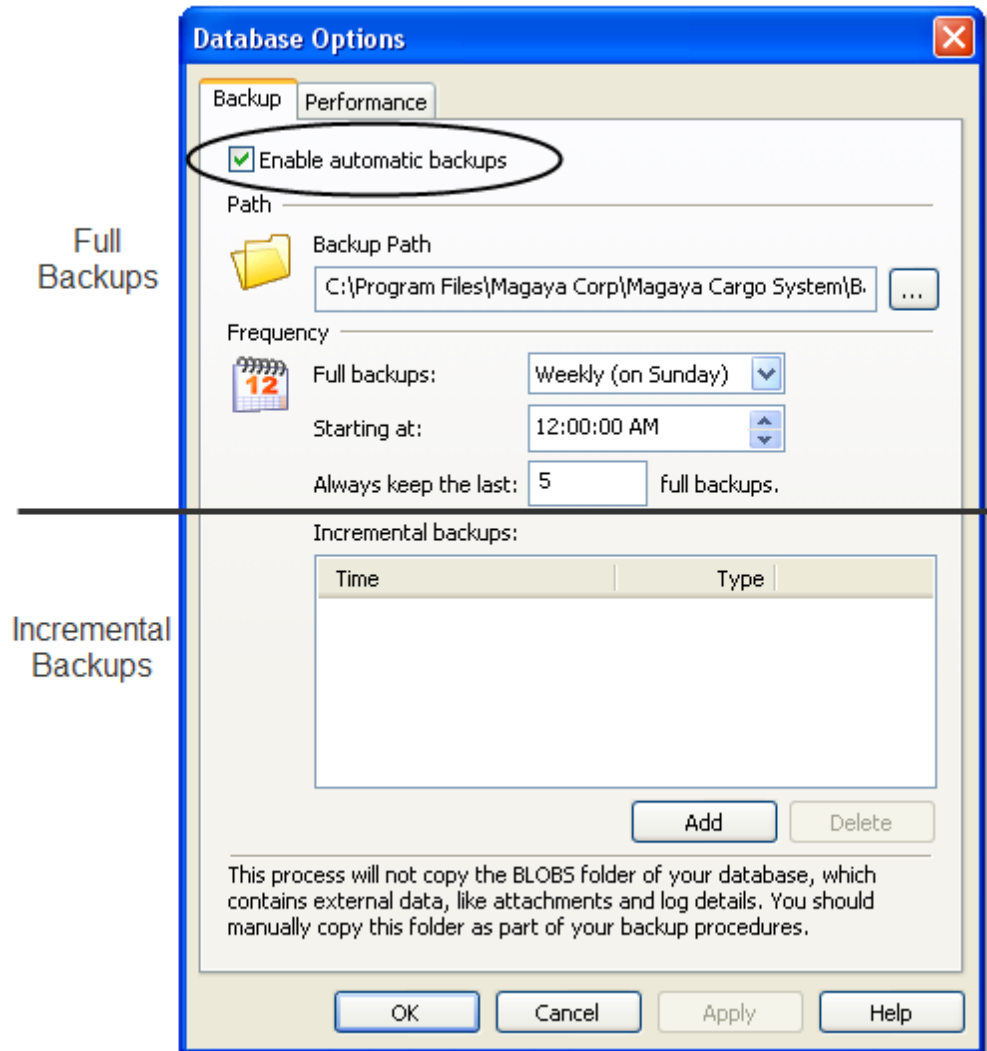 Database Options
Backup
Performance
Enable automatic backups
Path
Full
Backups
Backup Path
C:\Program Files\Magaya Corp\Magaya Cargo System\Ba
...
Frequency
12
Full backups:
Weekly (on Sunday)
Starting at:
12:00:00 AM
Always keep the last:
5
full backups.
Incremental backups:
Time
Type
Incremental
Backups
Add
Delete
This process will not copy the BLOBS folder of your database, which
contains external data, like attachments and log details. You should
manually copy this folder as part of your backup procedures.
OK
Cancel
Apply
Help